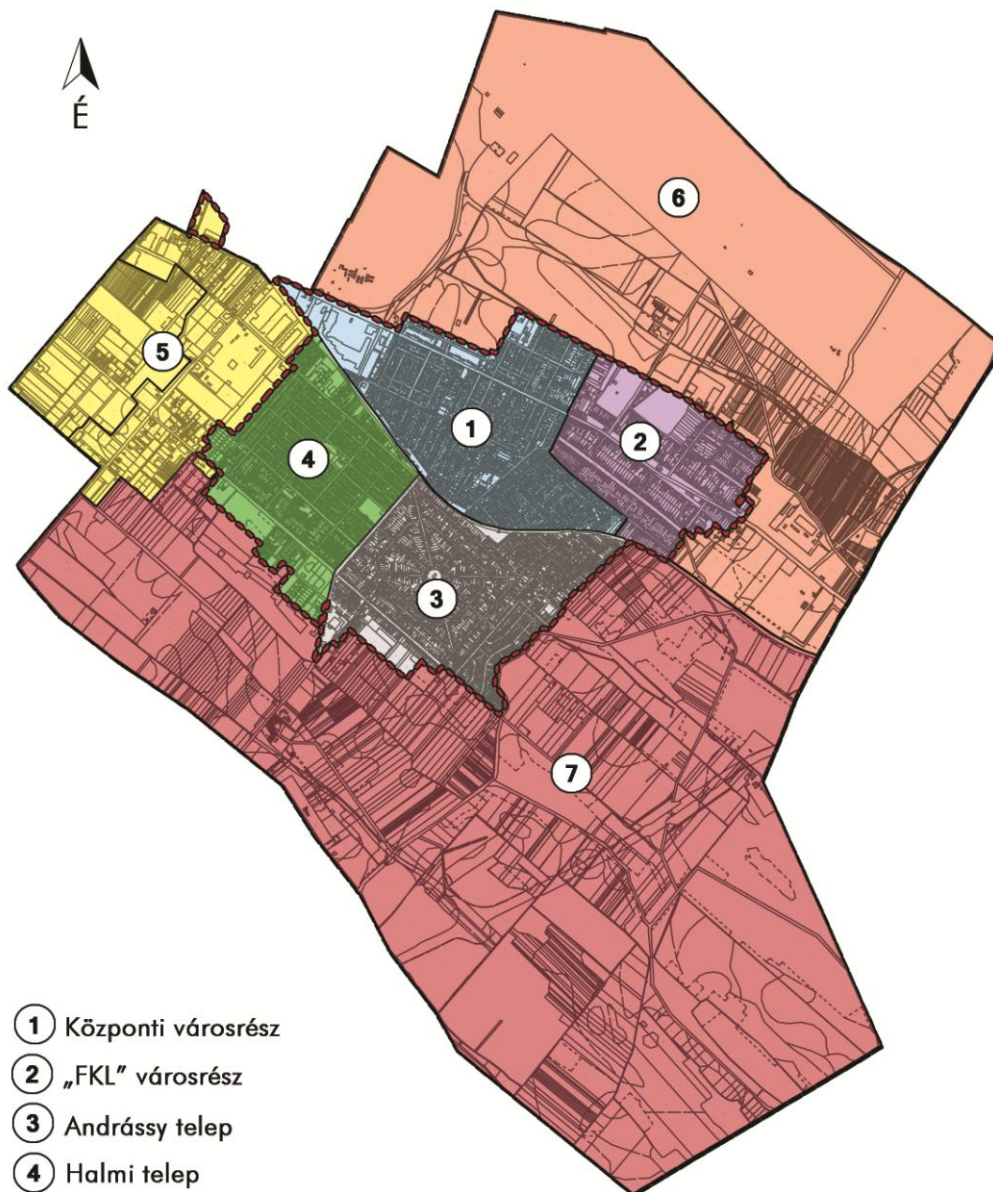 É
6
5
1
2
4
3
7
1 Központi városrész
2 „FKL” városrész
3 Andrássy telep
4 Halmi telep